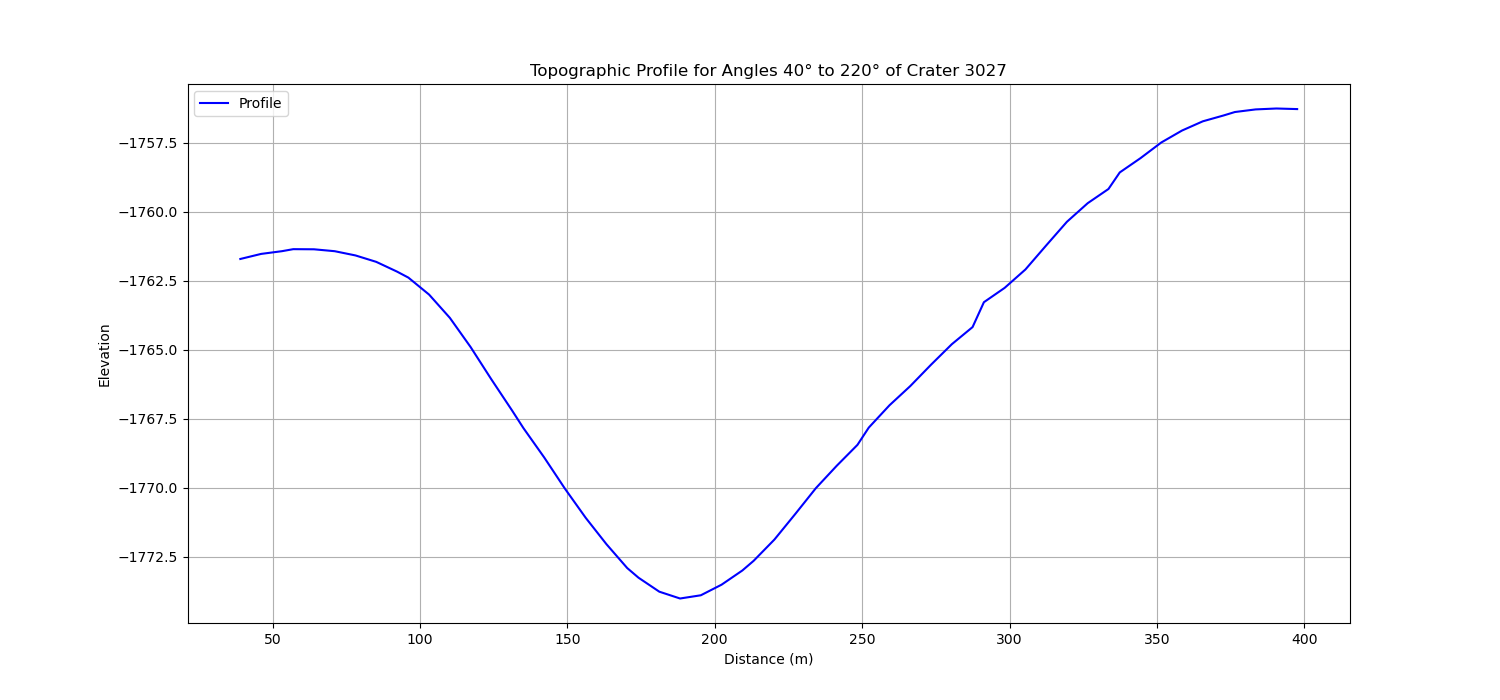 Topographic Profile for Angles 40° to 220° of Crater 3027
Profile
−1757.5
−1760.0
−1762.5
−1765.0
−1767.5
−1770.0
−1772.5
Elevation
50 100 150 200 250 300 350 400
Distance (m)